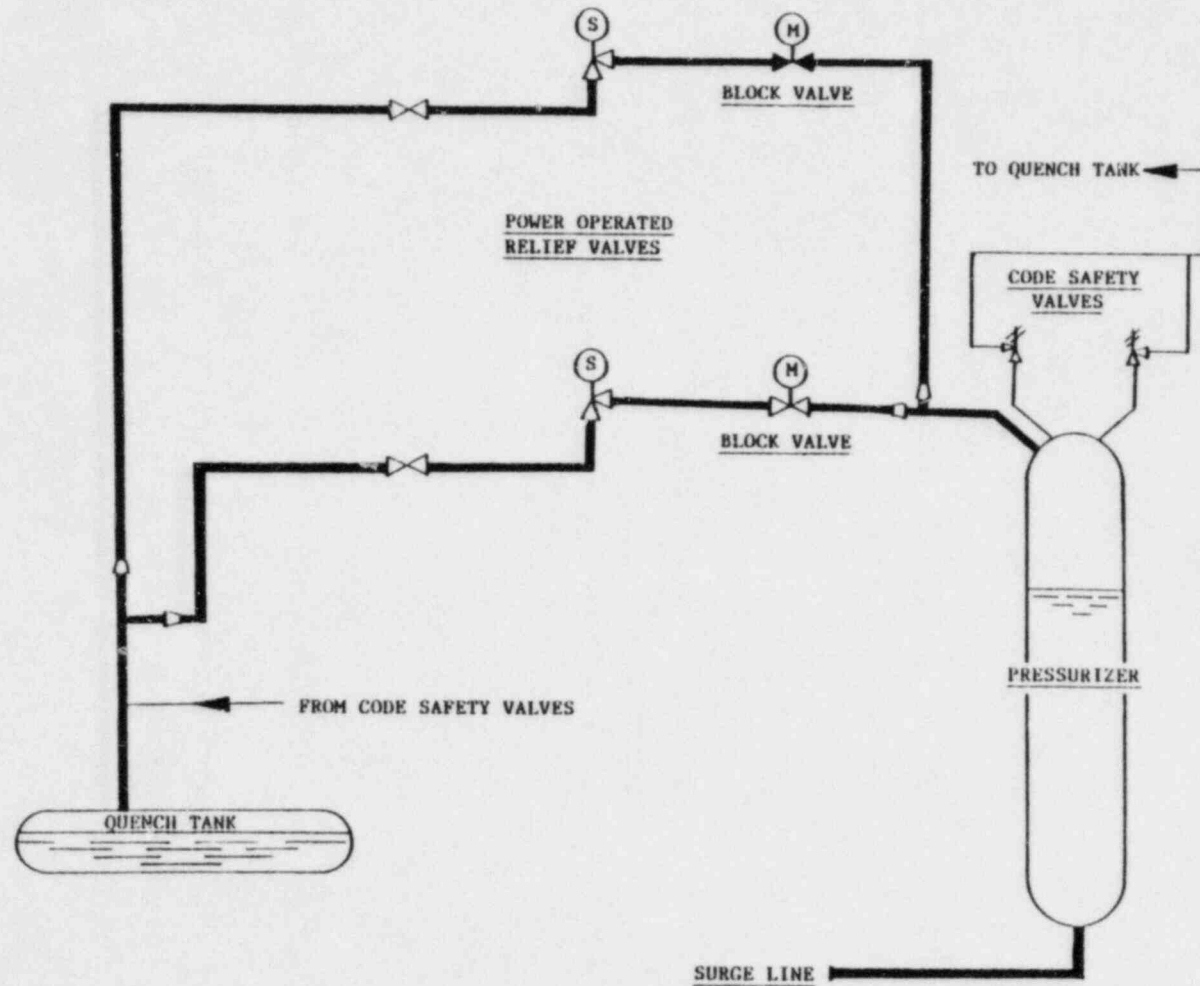 S
M
BLOCK VALVE
TO QUENCH TANK
POWER OPERATED
RELIEF VALVES
CODE SAFETY
VALVES
S
M
BLOCK VALVE
PRESSURIZER
FROM CODE SAFETY VALVES
QUENCH TANK
SURGE LINE